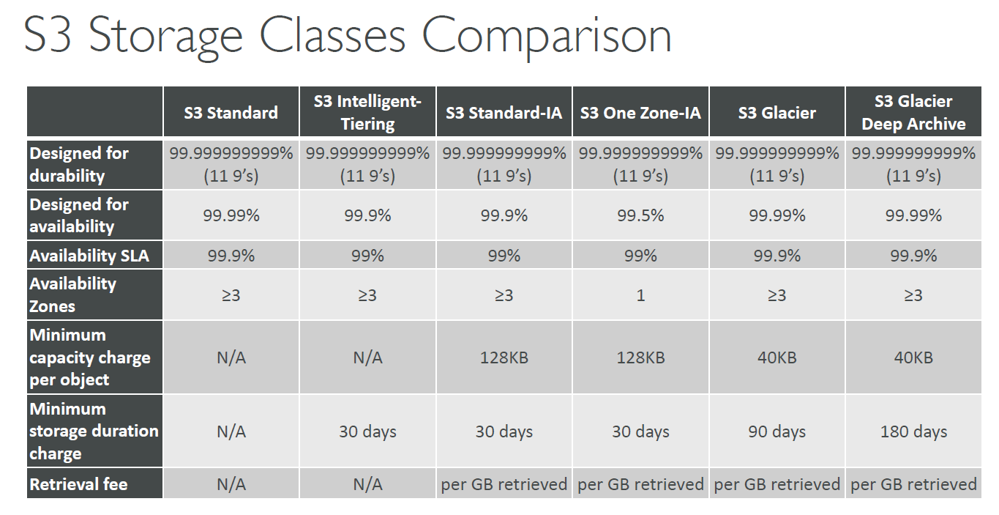 S3 Storage Classes Comparison
S3 Standard
S3 Intelligent-
Tiering
S3 Standard-IA
S3 One Zone-IA
S3 Glacier
S3 Glacier
Deep Archive
Designed for
durability
99.999999999%
(11 9’s)
99.999999999%
(11 9’s)
99.999999999%
(11 9’s)
99.999999999%
(11 9’s)
99.999999999%
(11 9’s)
99.999999999%
(11 9’s)
Designed for
availability
99.99%
99.9%
99.9%
99.5%
99.99%
99.99%
Availability SLA
99.9%
99%
99%
99%
99.9%
99.9%
Availability
Zones
≥3
≥3
≥3
1
≥3
≥3
Minimum
capacity charge
per object
N/A
N/A
128KB
128KB
40KB
40KB
Minimum
storage duration
charge
N/A
30 days
30 days
30 days
90 days
180 days
Retrieval fee
N/A
N/A
per GB retrieved
per GB retrieved
per GB retrieved
per GB retrieved